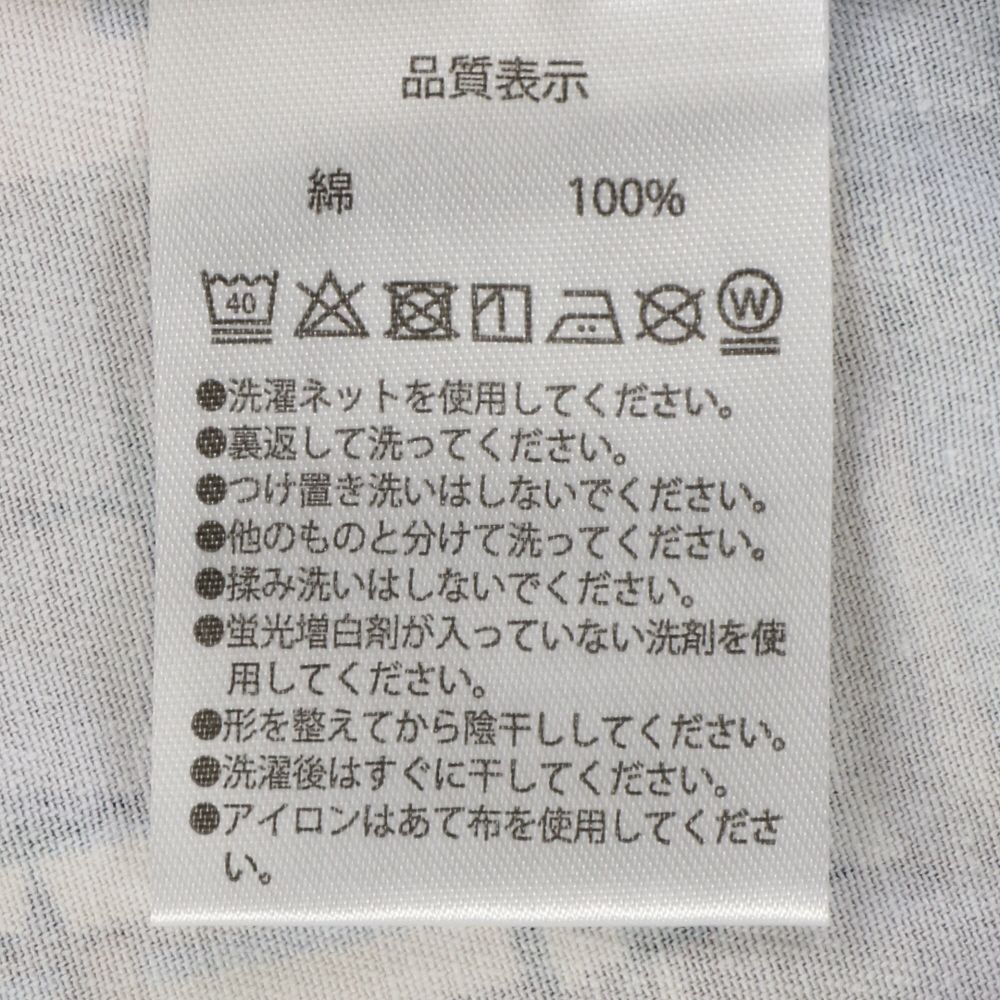 品質表示
綿 100%
40 W
●洗濯ネットを使用してください。
●裏返して洗ってください。
●つけ置き洗いはしないでください。
●他のものと分けて洗ってください。
●揉み洗いはしないでください。
●蛍光増白剤が入っていない洗剤を使
用してください。
●形を整えてから陰干ししてください。
●洗濯後はすぐに干してください。
●アイロンはあて布を使用してくださ
い。